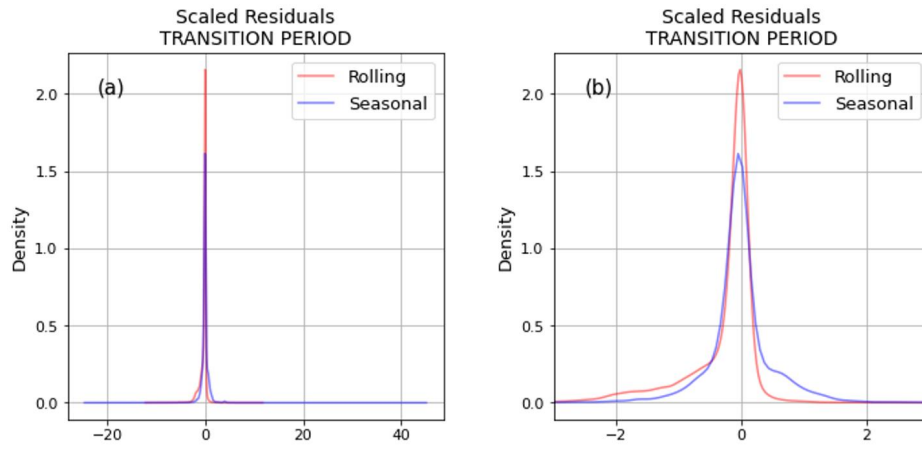 Scaled Residuals
TRANSITION PERIOD
(a)
Rolling
Seasonal
Density
2.0
1.5
1.0
0.5
0.0
−20
0
20
40
Scaled Residuals
TRANSITION PERIOD
(b)
Rolling
Seasonal
Density
2.0
1.5
1.0
0.5
0.0
−2
0
2